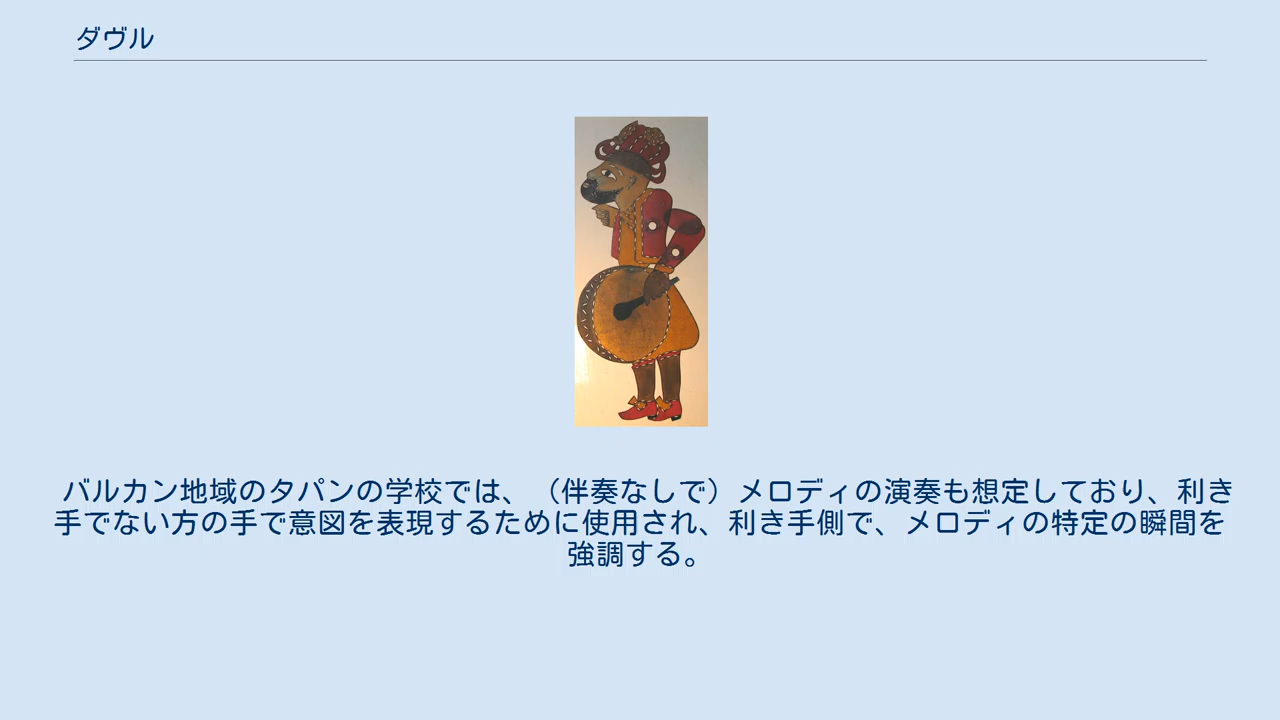 ダヴル
バルカン地域のタパンの学校では、（伴奏なしで）メロディの演奏も想定しており、利き
手でない方の手で意図を表現するために使用され、利き手側で、メロディの特定の瞬間を
強調する。